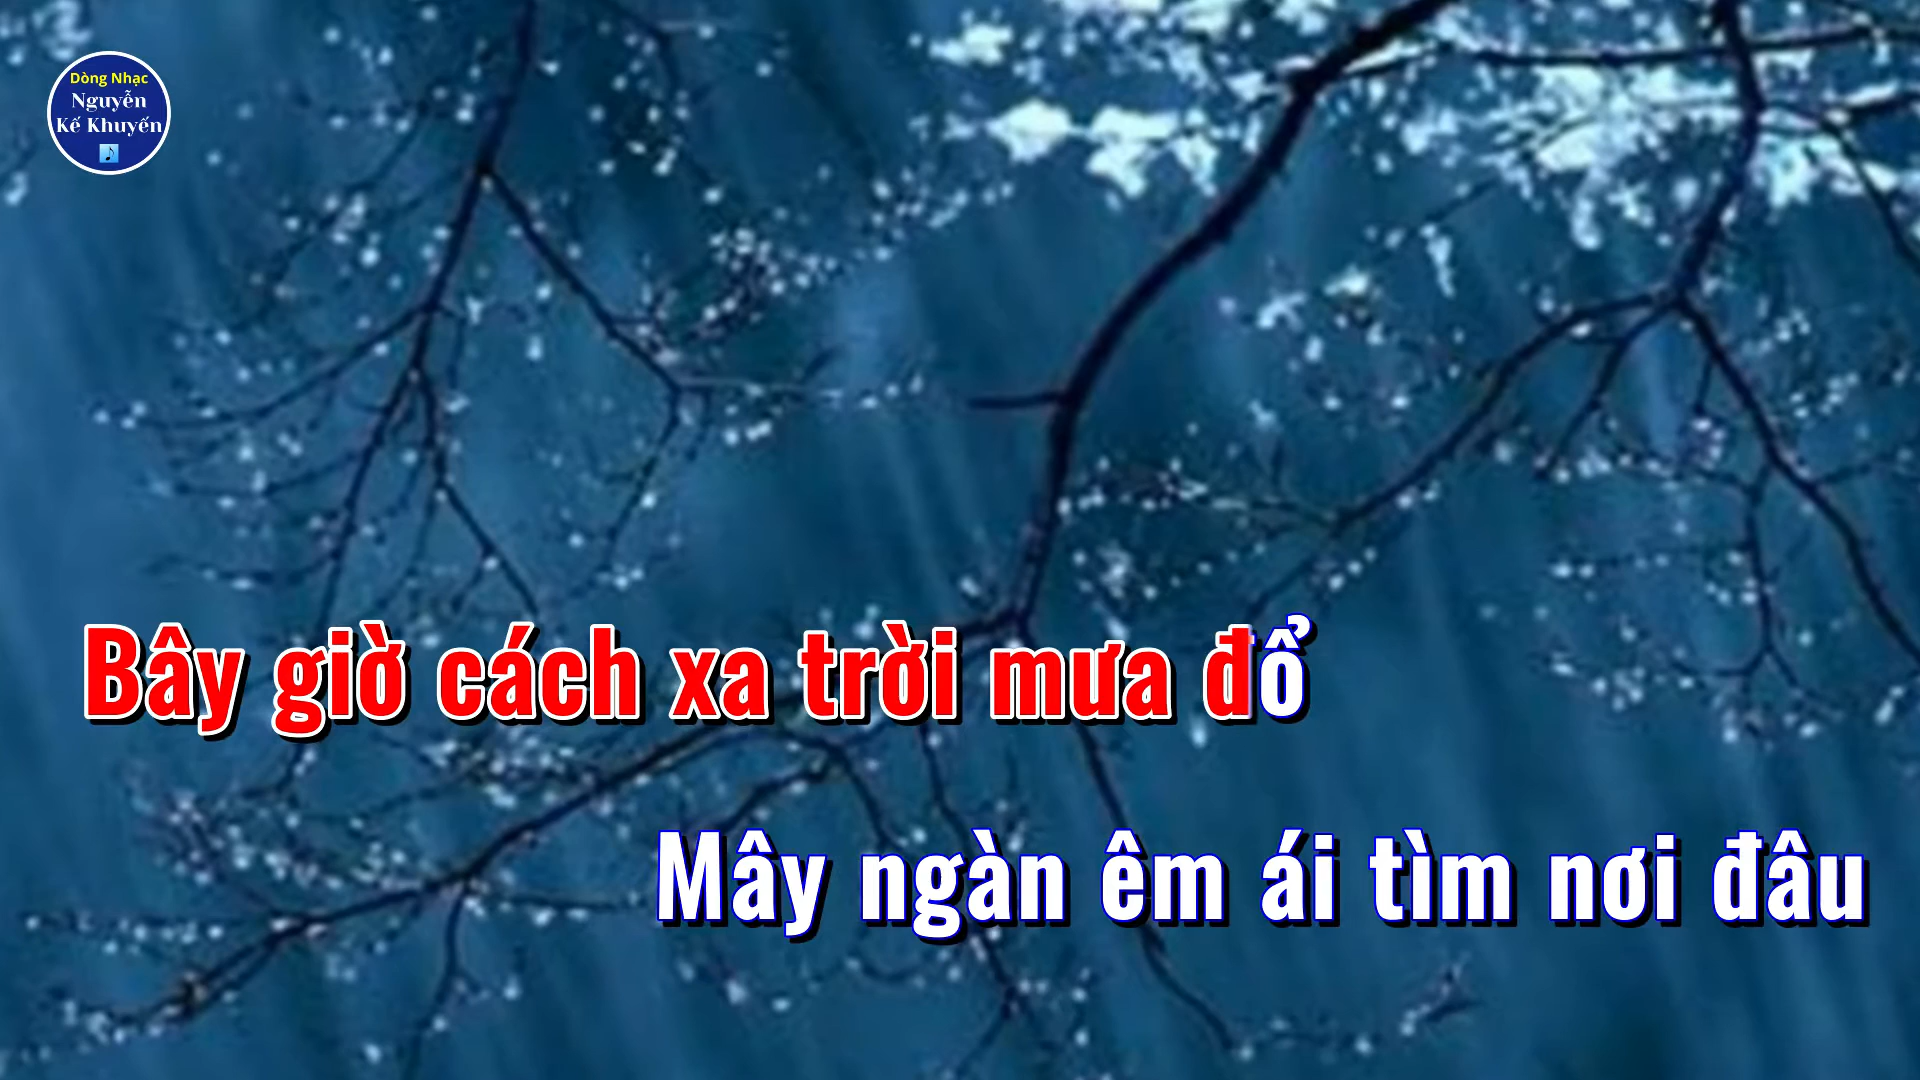 Dòng Nhạc
Nguyễn
Kế Khuyến
Bây giờ cách xa trời mưa đổ
Mây ngàn êm ái tìm nơi đâu